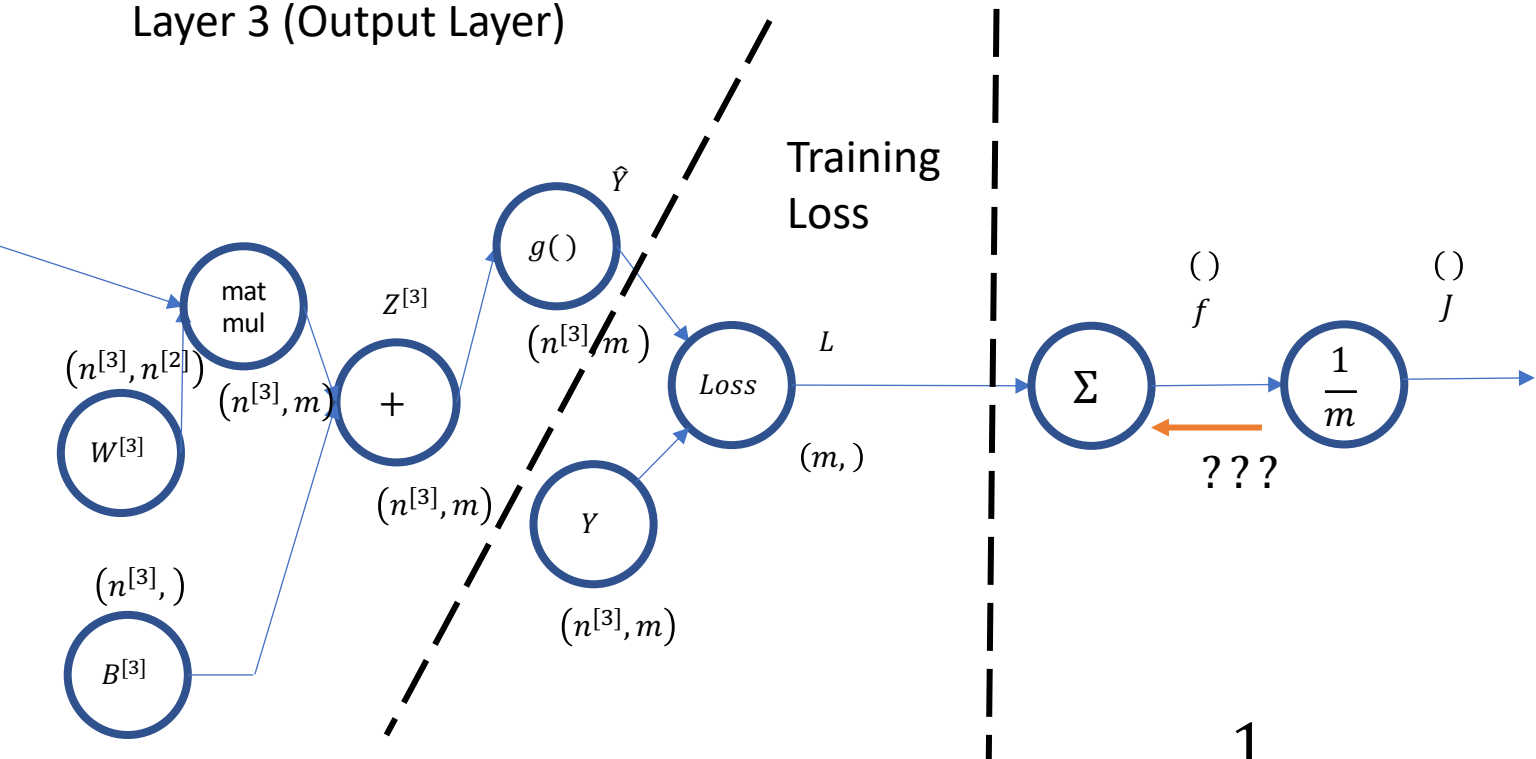 Layer 3 (Output Layer)
Training
Loss
mat
mul
(n^[3], n^[2])
(n^[3], m)
W^[3]
(n^[3], )
B^[3]
Z^[3]
+
(n^[3], m)
Ŷ
g( )
(n^[3], m )
Y
(n^[3], m)
Loss
L
(m, )
Σ
( )
f
???
1
m
( )
J
1